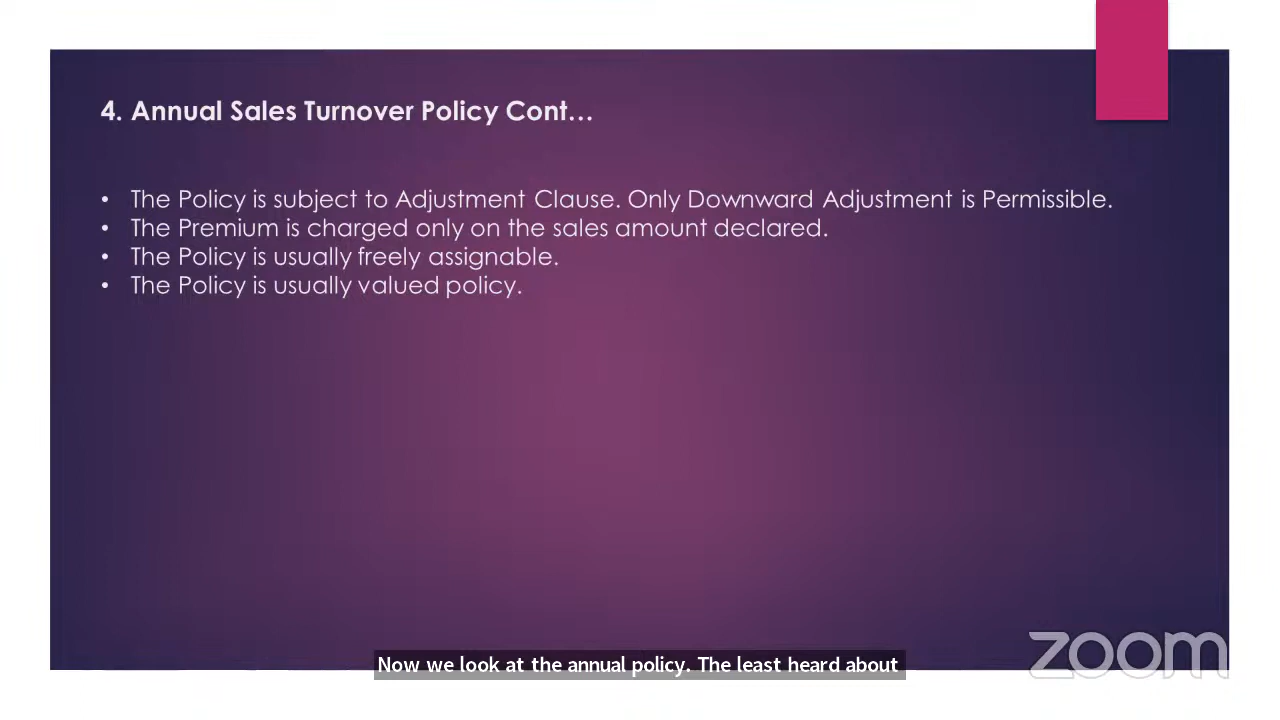 4. Annual Sales Turnover Policy Cont…
• The Policy is subject to Adjustment Clause. Only Downward Adjustment is Permissible.
• The Premium is charged only on the sales amount declared.
• The Policy is usually freely assignable.
• The Policy is usually valued policy.
zoom
Now we look at the annual policy. The least heard about